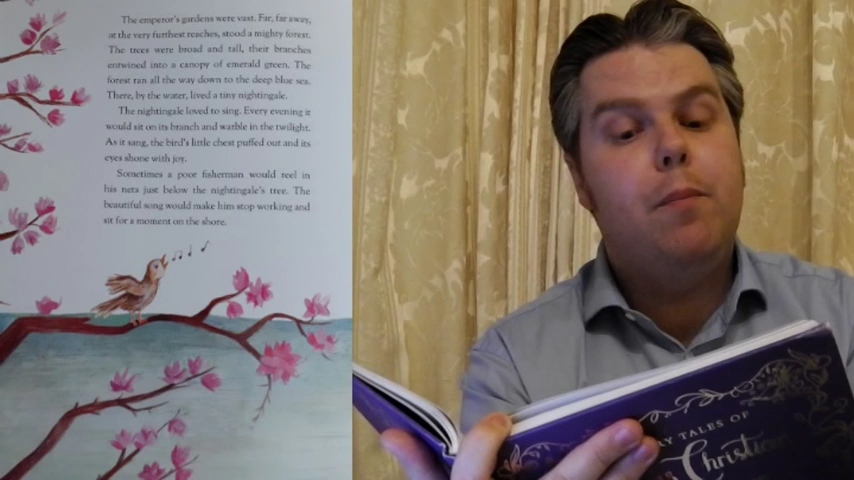 The emperor's gardens were vast. Far, far away,
at the very furthest reaches, stood a mighty forest.
The trees were broad and tall, their branches
entwined into a canopy of emerald green. The
forest ran all the way down to the deep blue sea.
There, by the water, lived a tiny nightingale.
The nightingale loved to sing. Every evening it
would sit on its branch and warble in the twilight.
As it sang, the bird's little chest puffed out and its
eyes shone with joy.
Sometimes a poor fisherman would reel in
his nets just below the nightingale's tree. The
beautiful song would make him stop working and
sit for a moment on the shore.
TALES OF
Christian